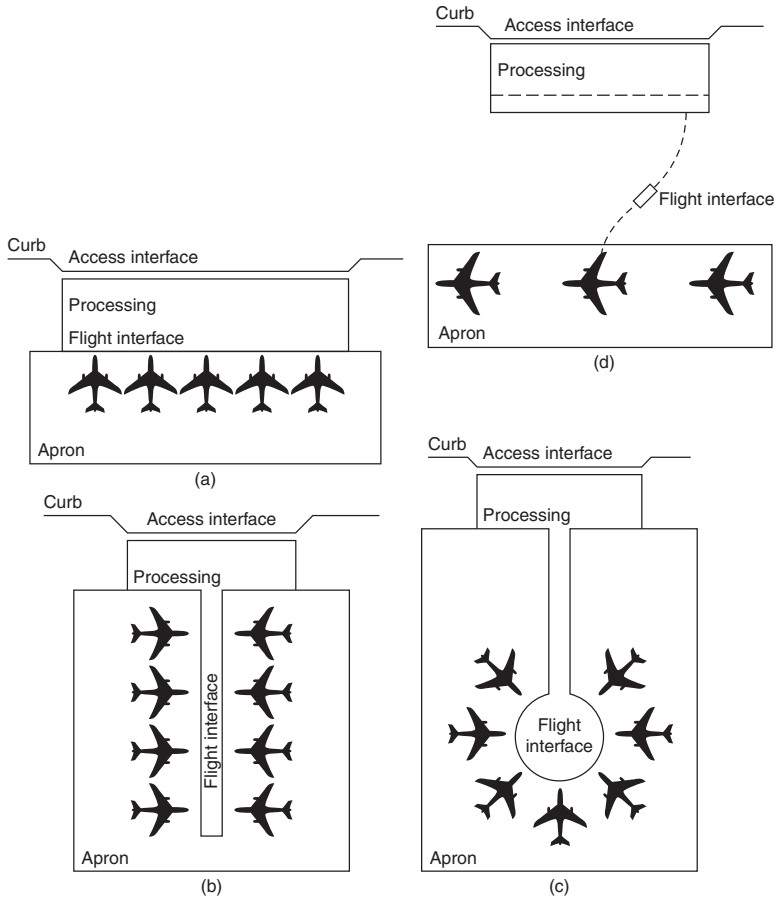 Curb
Access interface
Processing
Flight interface
Apron
(a)
Curb
Access interface
Processing
Flight interface
Apron
(b)
Curb
Access interface
Processing
Flight interface
Apron
(d)
Curb
Access interface
Processing
Flight
interface
Apron
(c)